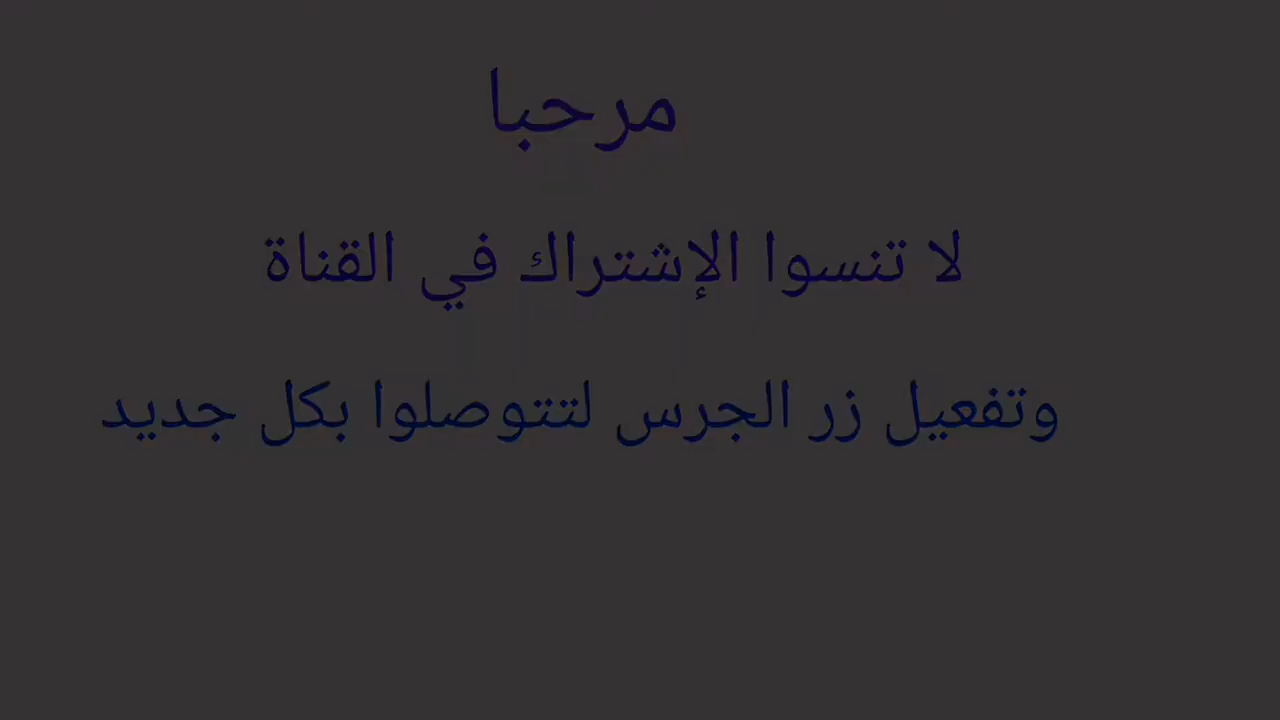 مرحبا
لا تنسوا الإشتراك في القناة
وتفعيل زر الجرس لتتوصلوا بكل جديد